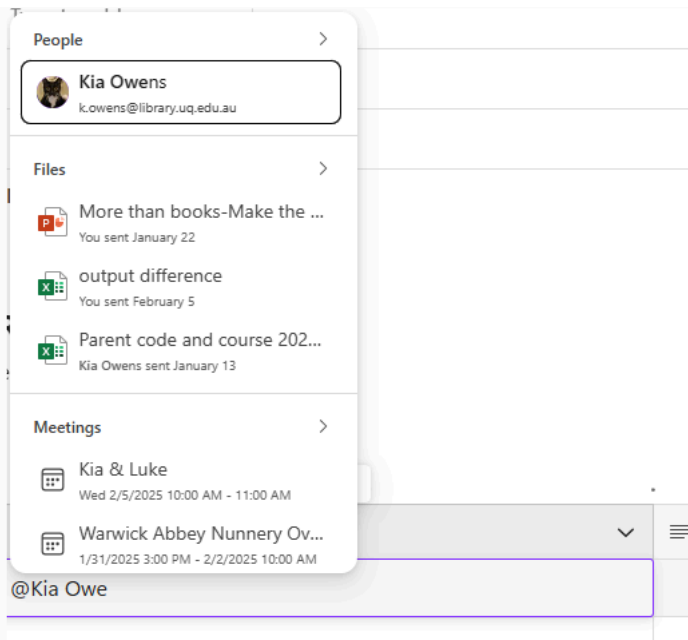 People
Kia Owens
k.owens@library.uq.edu.au
Files
More than books-Make the ...
You sent January 22
output difference
You sent February 5
Parent code and course 202...
Kia Owens sent January 13
Meetings
Kia & Luke
Wed 2/5/2025 10:00 AM - 11:00 AM
Warwick Abbey Nunnery Ov...
1/31/2025 3:00 PM - 2/2/2025 10:00 AM
@Kia Owe